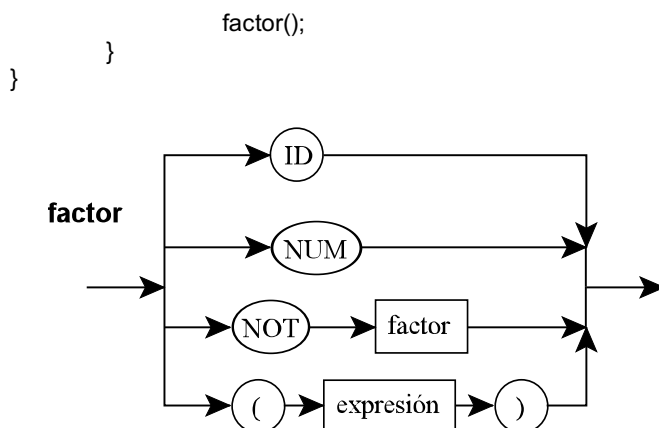 factor();
}
}
ID
factor
NUM
NOT factor
( expresión )